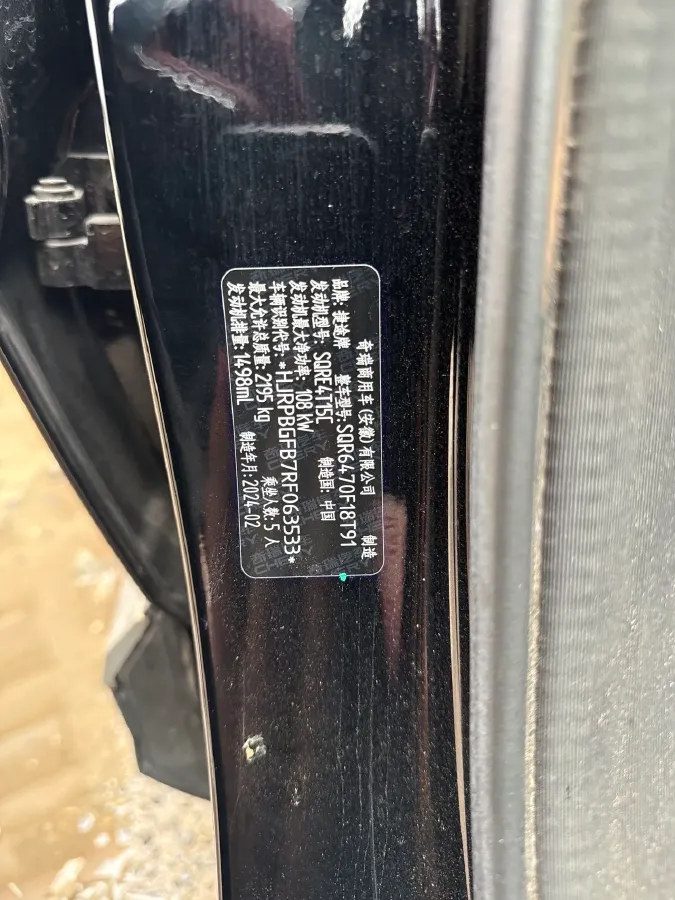 奇瑞商用车(安徽)有限公司 制造
品牌: 捷途牌 整车型号: SQR6470F18T91
发动机型号: SQRE4T15C 制造国: 中国
发动机最大净功率: 108 kW
车辆识别代号: *HJRPBGFB7RF063533*
最大允许总质量: 2195 kg 乘坐人数: 5 人
发动机排量: 1498mL 制造年月: 2024-02